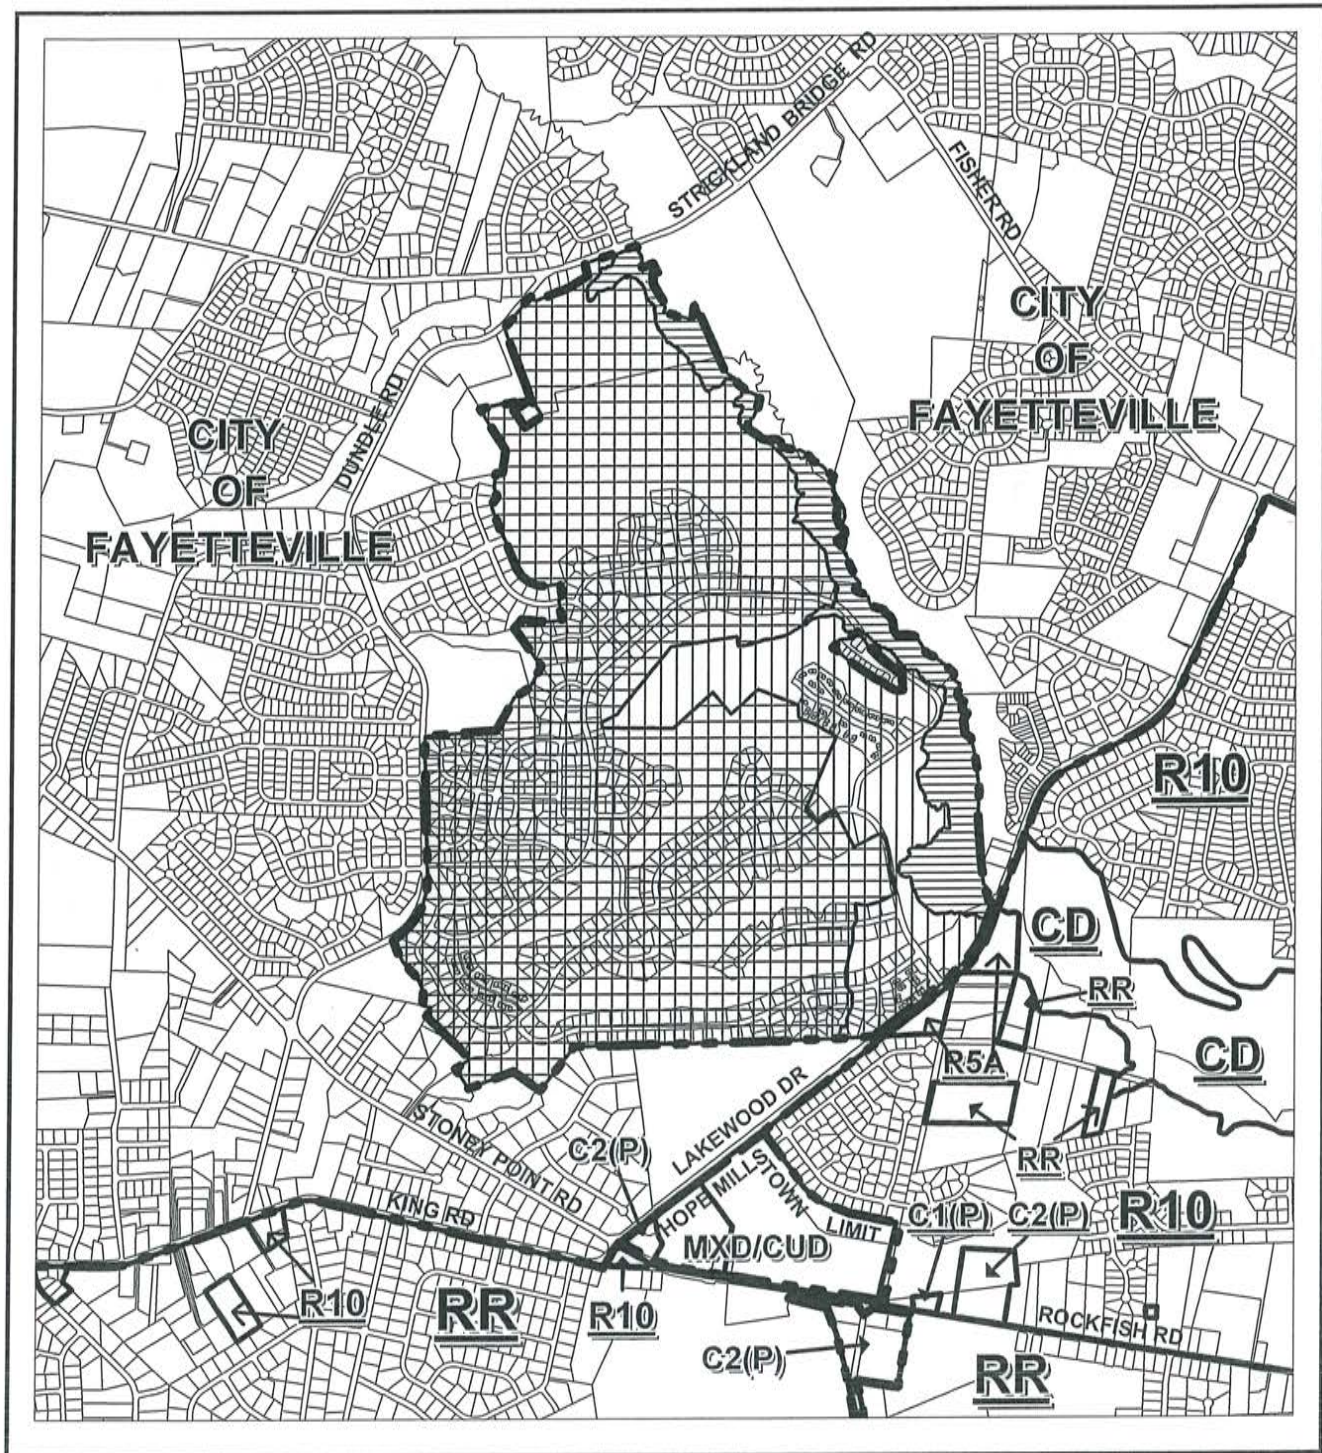 STRICKLAND BRIDGE RD
FISHER RD
CITY
OF
FAYETTEVILLE
DUNDLE RD
CITY
OF
FAYETTEVILLE
R10
CD
RR
CD
R5A
LAKEWOOD DR
STONEY POINT RD
C2(P)
RR
KING RD
HOPE MILLS
TOWN
LIMIT
C1(P)
C2(P)
R10
MXD/CUD
R10
RR
R10
ROCKFISH RD
C2(P)
RR